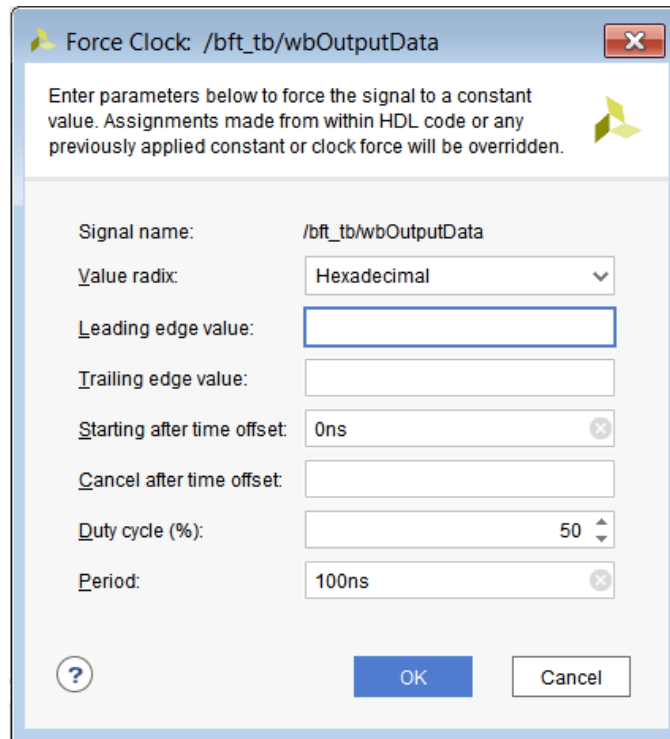 Force Clock: /bft_tb/wbOutputData
Enter parameters below to force the signal to a constant
value. Assignments made from within HDL code or any
previously applied constant or clock force will be overridden.
Signal name: /bft_tb/wbOutputData
Value radix: Hexadecimal
Leading edge value:
Trailing edge value:
Starting after time offset: 0ns
Cancel after time offset:
Duty cycle (%): 50
Period: 100ns
? OK Cancel